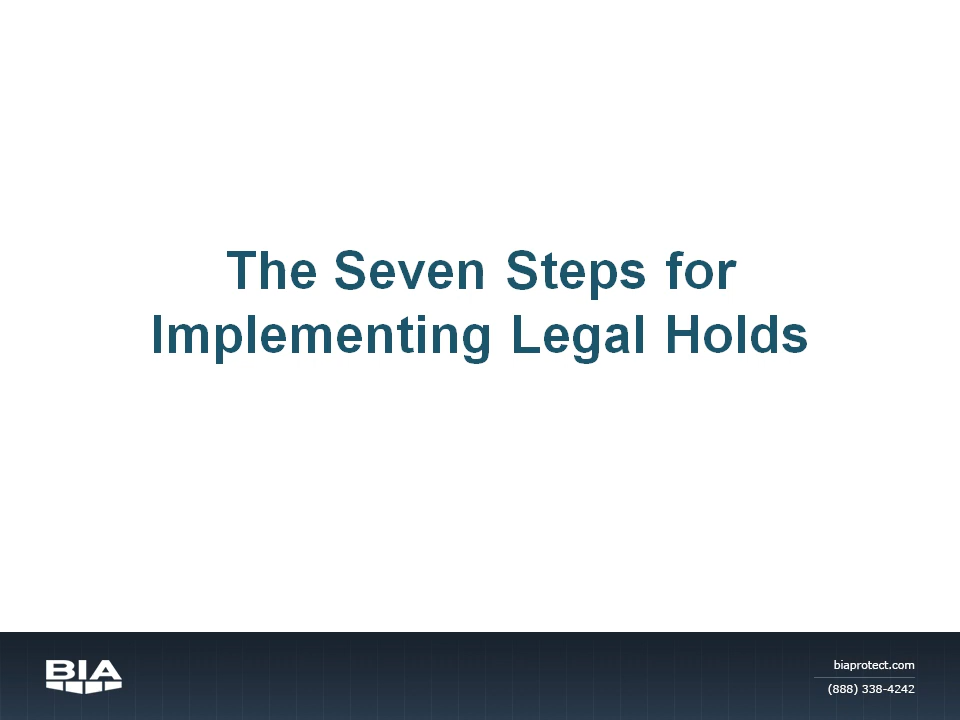 The Seven Steps for
Implementing Legal Holds
BIA
biaprotect.com
(888) 338-4242